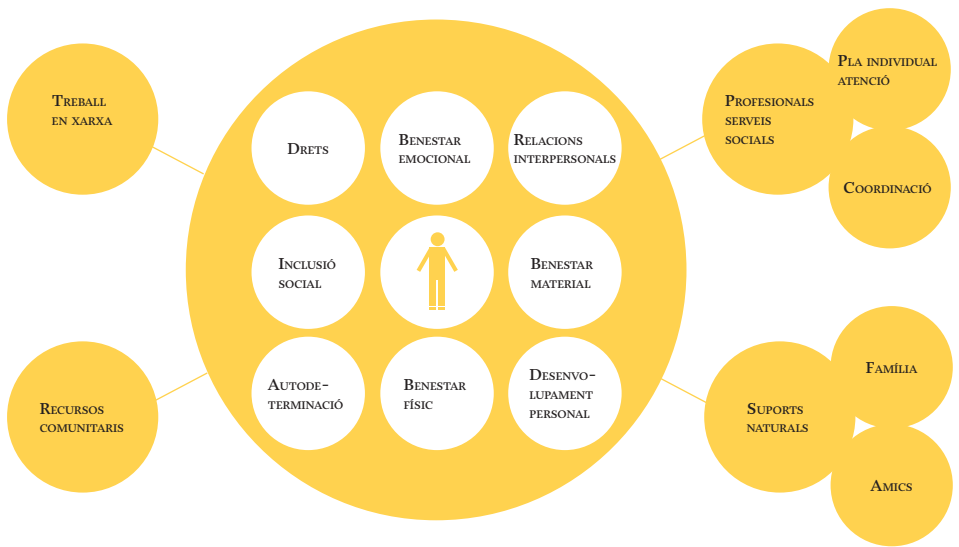 Treball
en xarxa
Drets
Benestar
emocional
Relacions
interpersonals
Profesionals
serveis
socials
Pla individual
atenció
Coordinació
Inclusió
social
Benestar
material
Autode-
terminació
Benestar
físic
Desenvo-
lupament
personal
Recursos
comunitaris
Suports
naturals
Família
Amics